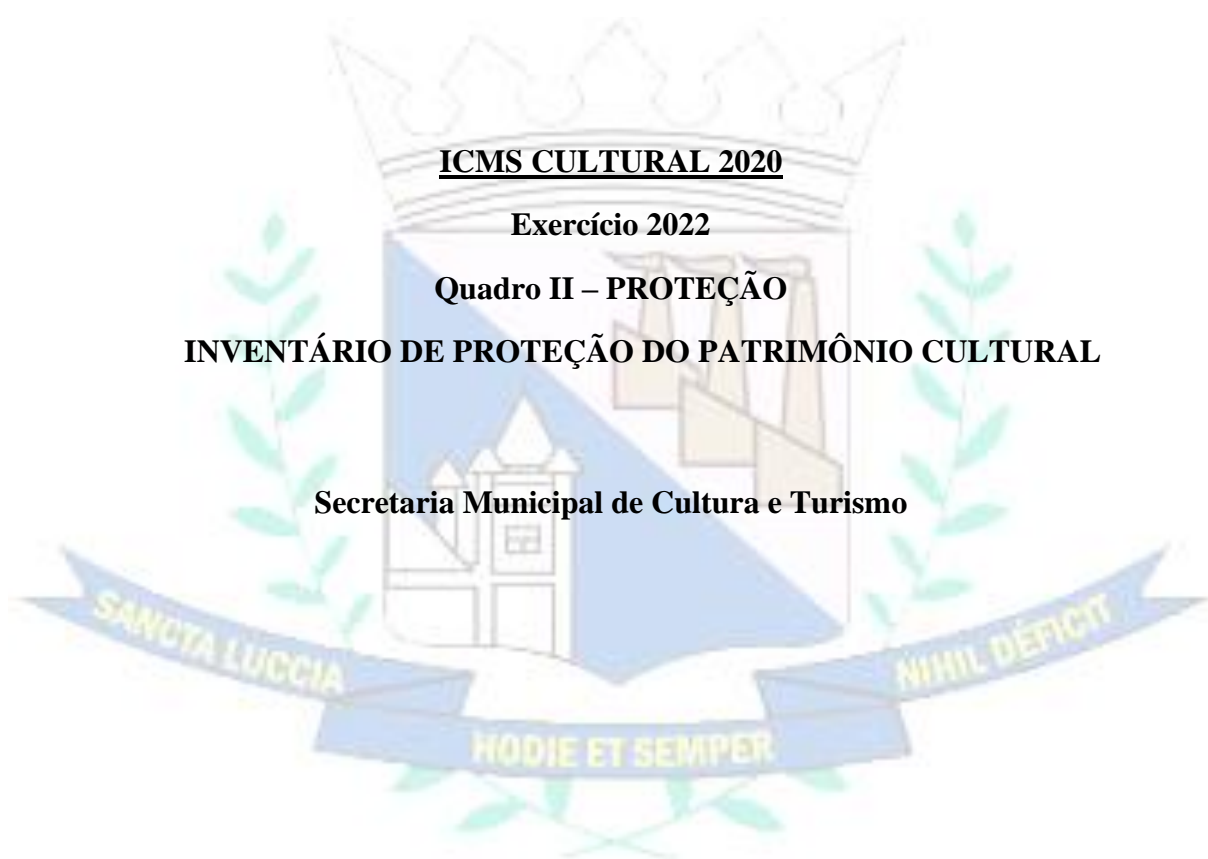 ICMS CULTURAL 2020
Exercício 2022
Quadro II – PROTEÇÃO
INVENTÁRIO DE PROTEÇÃO DO PATRIMÔNIO CULTURAL
Secretaria Municipal de Cultura e Turismo
SANCTA LUCCIA
HODIE ET SEMPER
NIHIL DÉFICIT